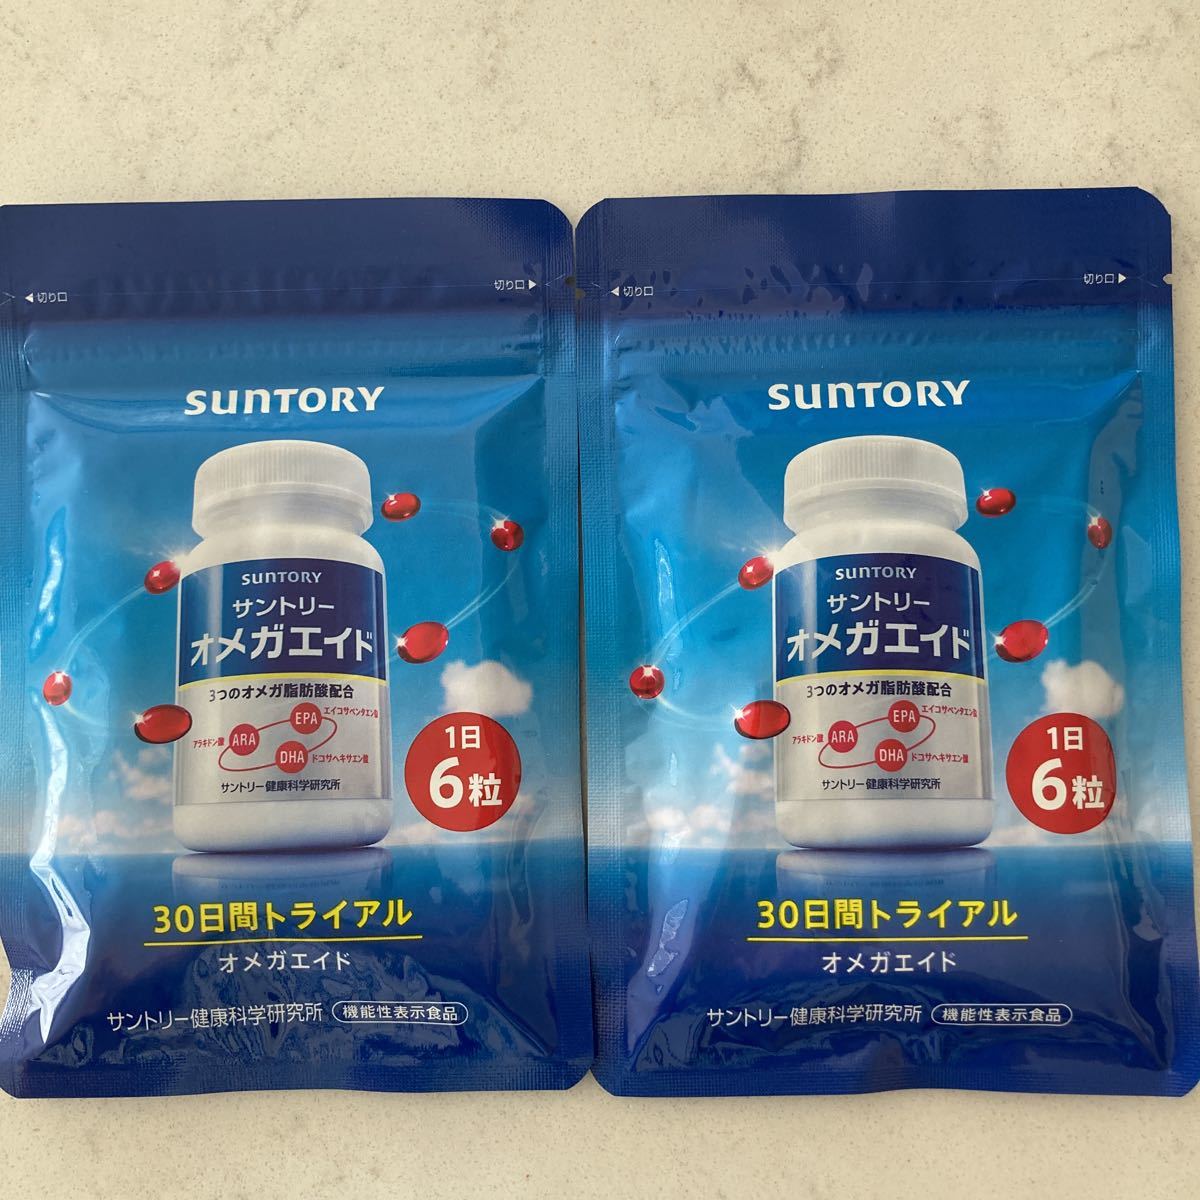 ◀切り口
切り口▶
SUNTORY
SUNTORY
サントリー
オメガエイド
3つのオメガ脂肪酸配合
EPA エイコサペンタエン酸
アラキドン酸 ARA
DHA ドコサヘキサエン酸
サントリー健康科学研究所
1日
6粒
30日間トライアル
オメガエイド
サントリー健康科学研究所 機能性表示食品
◀切り口
切り口▶
SUNTORY
SUNTORY
サントリー
オメガエイド
3つのオメガ脂肪酸配合
EPA エイコサペンタエン酸
アラキドン酸 ARA
DHA ドコサヘキサエン酸
サントリー健康科学研究所
1日
6粒
30日間トライアル
オメガエイド
サントリー健康科学研究所 機能性表示食品